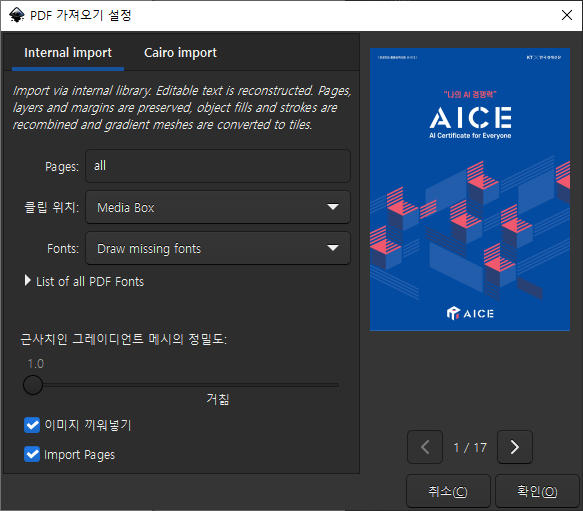 PDF 가져오기 설정
Internal import
Cairo import
Import via internal library. Editable text is reconstructed. Pages,
layers and margins are preserved, object fills and strokes are
recombined and gradient meshes are converted to tiles.
Pages:
all
클립 위치:
Media Box
Fonts:
Draw missing fonts
List of all PDF Fonts
근사치인 그레이디언트 메시의 정밀도:
1.0
거칢
이미지 끼워넣기
Import Pages
KT
"나의 AI 경쟁력"
AICE
AI Certificate for Everyone
AICE
1 / 17
취소(C)
확인(O)